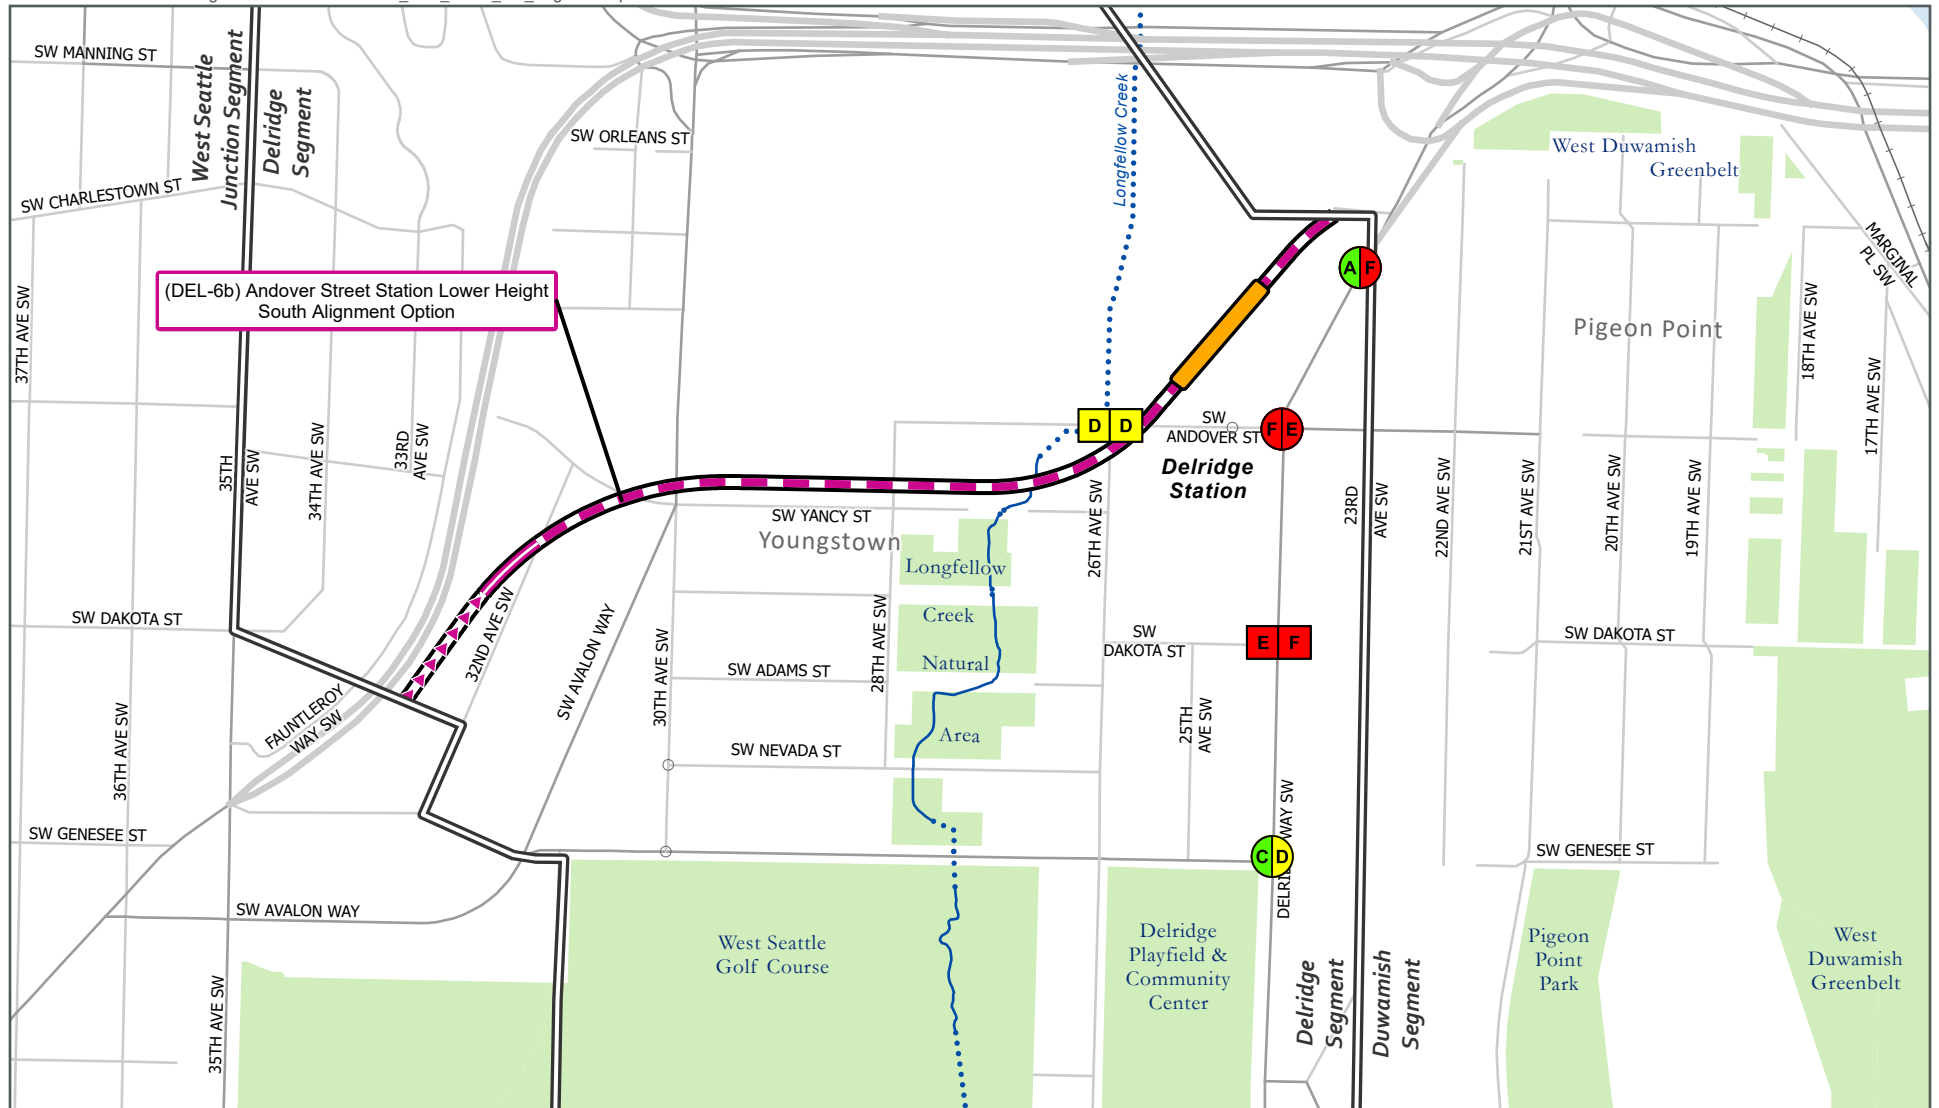 SW MANNING ST
West Seattle
Junction Segment
Delridge
Segment
SW ORLEANS ST
Longfellow Creek
West Duwamish
Greenbelt
SW CHARLESTOWN ST
MARGINAL
PL SW
A F
(DEL-6b) Andover Street Station Lower Height
South Alignment Option
37TH AVE SW
Pigeon Point
18TH AVE SW
17TH AVE SW
D D
SW
ANDOVER ST
F E
Delridge
Station
35TH
AVE SW
34TH AVE SW
33RD
AVE SW
26TH AVE SW
23RD
AVE SW
22ND AVE SW
21ST AVE SW
20TH AVE SW
19TH AVE SW
SW YANCY ST
Youngstown
Longfellow
Creek
Natural
Area
SW DAKOTA ST
32ND AVE SW
SW AVALON WAY
30TH AVE SW
28TH AVE SW
SW ADAMS ST
SW
DAKOTA ST
E F
SW DAKOTA ST
36TH AVE SW
FAUNTLEROY
WAY SW
25TH
AVE SW
SW NEVADA ST
DELRIDGE WAY SW
C D
SW GENESEE ST
SW GENESEE ST
SW AVALON WAY
35TH AVE SW
West Seattle
Golf Course
Delridge
Playfield &
Community
Center
Delridge
Segment
Duwamish
Segment
Pigeon
Point
Park
West
Duwamish
Greenbelt